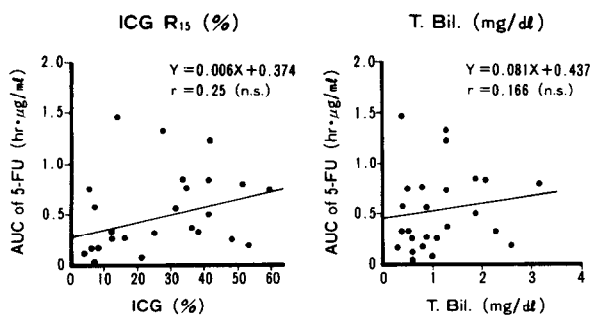 ICG R15 (%)
Y=0.006X+0.374
r=0.25 (n.s.)
AUC of 5-FU (hr·μg/ml)
2.0
1.5
1.0
0.5
0
0 10 20 30 40 50 60
ICG (%)
T. Bil. (mg/dl)
Y=0.081X+0.437
r=0.166 (n.s.)
AUC of 5-FU (hr·μg/ml)
2.0
1.5
1.0
0.5
0
0 1 2 3 4
T. Bil. (mg/dl)